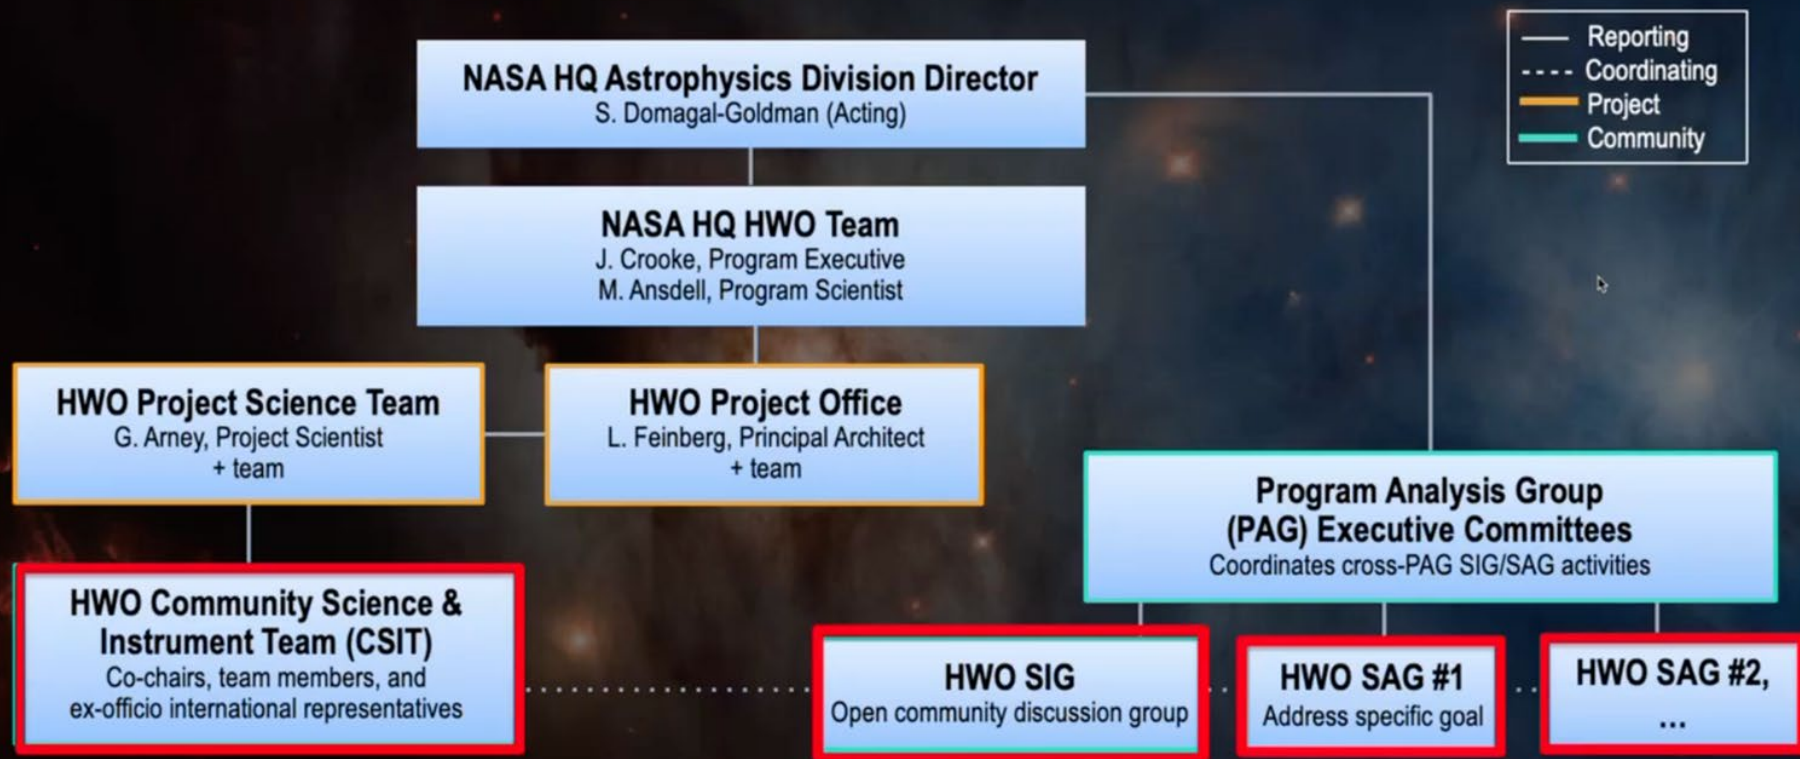 NASA HQ Astrophysics Division Director
S. Domagal-Goldman (Acting)
Reporting
Coordinating
Project
Community
NASA HQ HWO Team
J. Crooke, Program Executive
M. Ansdell, Program Scientist
HWO Project Science Team
G. Arney, Project Scientist
+ team
HWO Project Office
L. Feinberg, Principal Architect
+ team
Program Analysis Group
(PAG) Executive Committees
Coordinates cross-PAG SIG/SAG activities
HWO Community Science &
Instrument Team (CSIT)
Co-chairs, team members, and
ex-officio international representatives
HWO SIG
Open community discussion group
HWO SAG #1
Address specific goal
HWO SAG #2,
...